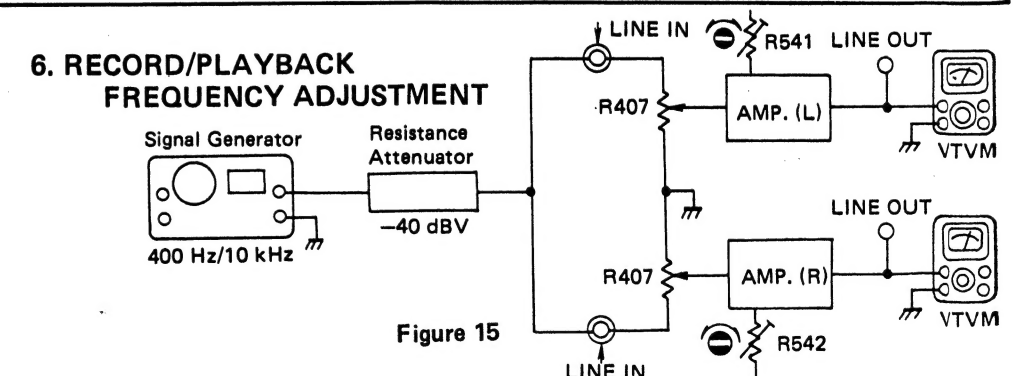 6. RECORD/PLAYBACK
FREQUENCY ADJUSTMENT
Signal Generator
400 Hz/10 kHz
Resistance
Attenuator
−40 dBV
LINE IN
R407
R541
AMP. (L)
LINE OUT
VTVM
R407
AMP. (R)
LINE OUT
VTVM
R542
LINE IN
Figure 15